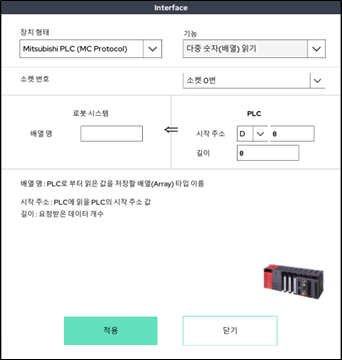 Interface
장치 형태
기능
Mitsubishi PLC (MC Protocol)
다중 숫자(배열) 읽기
소켓 번호
소켓 0번
로봇 시스템
PLC
배열 명
⇐
시작 주소
D
0
길이
0
배열 명 : PLC로 부터 읽은 값을 저장할 배열(Array) 타입 이름
시작 주소 : PLC에 읽을 PLC의 시작 주소 값
길이 : 요청받은 데이터 개수
적용
닫기